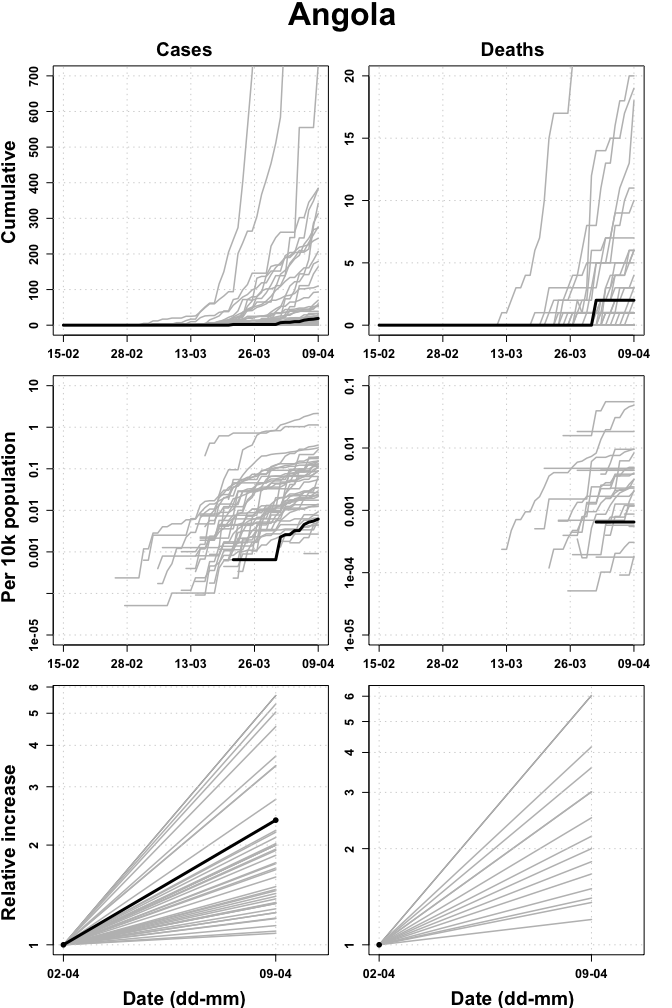 Angola
Cases
Deaths
Cumulative
700
600
500
400
300
200
100
0
15-02 28-02 13-03 26-03 09-04
20
15
10
5
0
15-02 28-02 13-03 26-03 09-04
Per 10k population
10
1
0.1
0.01
0.001
1e-05
15-02 28-02 13-03 26-03 09-04
0.1
0.01
0.001
1e-04
1e-05
15-02 28-02 13-03 26-03 09-04
Relative increase
6
5
4
3
2
1
02-04 09-04
Date (dd-mm)
6
5
4
3
2
1
02-04 09-04
Date (dd-mm)